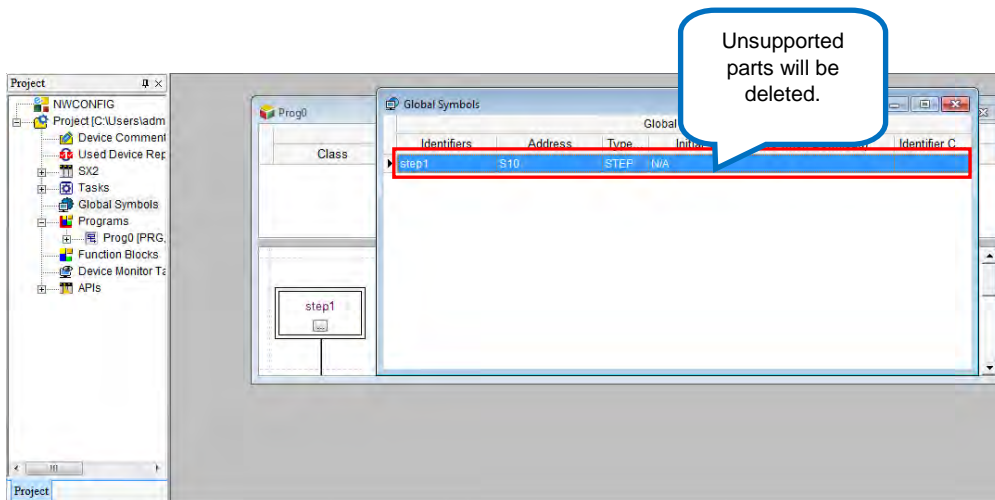 Unsupported
parts will be
deleted.
Project
NWCONFIG
Project [C:\Users\adm
Device Comment
Used Device Rep
SX2
Tasks
Global Symbols
Programs
Prog0 [PRG,
Function Blocks
Device Monitor Ta
APIs
Project
Prog0
Class
step1
...
Global Symbols
Global
Identifiers Address Type Initial Identifier C
step1 S10 STEP N/A